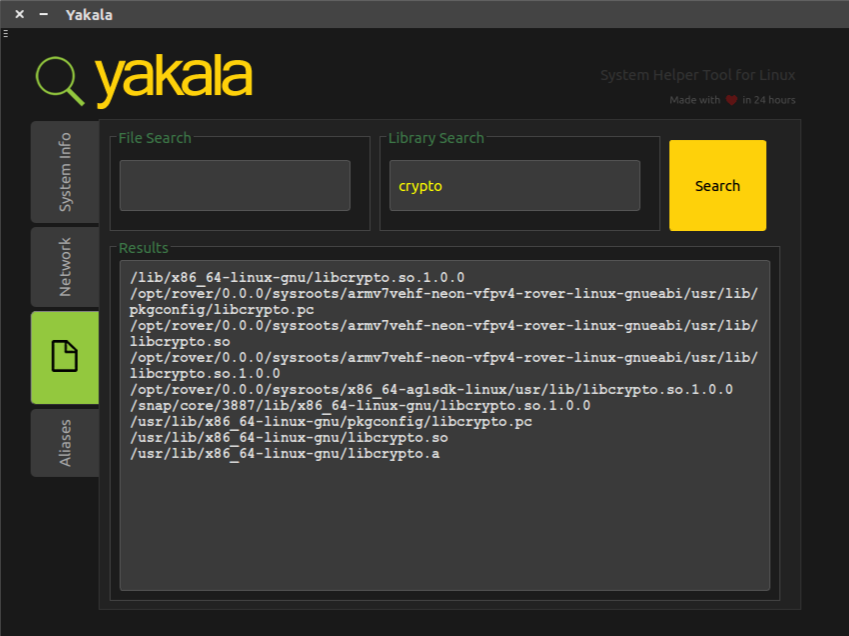 Yakala
yakala
System Helper Tool for Linux
Made with ❤ in 24 hours
System Info
Network
Aliases
File Search
Library Search
crypto
Search
Results
/lib/x86_64-linux-gnu/libcrypto.so.1.0.0
/opt/rover/0.0.0/sysroots/armv7vehf-neon-vfpv4-rover-linux-gnueabi/usr/lib/
pkgconfig/libcrypto.pc
/opt/rover/0.0.0/sysroots/armv7vehf-neon-vfpv4-rover-linux-gnueabi/usr/lib/
libcrypto.so
/opt/rover/0.0.0/sysroots/armv7vehf-neon-vfpv4-rover-linux-gnueabi/usr/lib/
libcrypto.so.1.0.0
/opt/rover/0.0.0/sysroots/x86_64-aglsdk-linux/usr/lib/libcrypto.so.1.0.0
/snap/core/3887/lib/x86_64-linux-gnu/libcrypto.so.1.0.0
/usr/lib/x86_64-linux-gnu/pkgconfig/libcrypto.pc
/usr/lib/x86_64-linux-gnu/libcrypto.so
/usr/lib/x86_64-linux-gnu/libcrypto.a